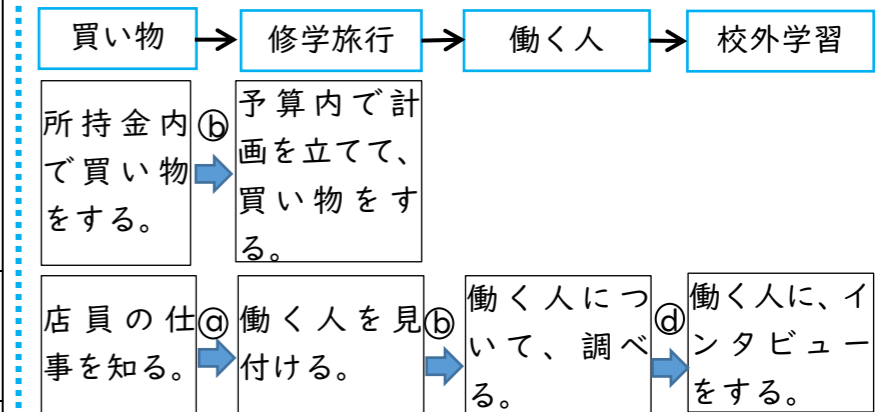 買い物
修学旅行
働く人
校外学習
所持金内
で買い物
をする。
ⓑ
予算内で計
画を立てて、
買い物をす
る。
店員の仕
事を知る。
ⓐ
働く人を見
付ける。
ⓑ
働く人につ
いて、調べ
る。
ⓓ
働く人に、イ
ンタビュー
をする。